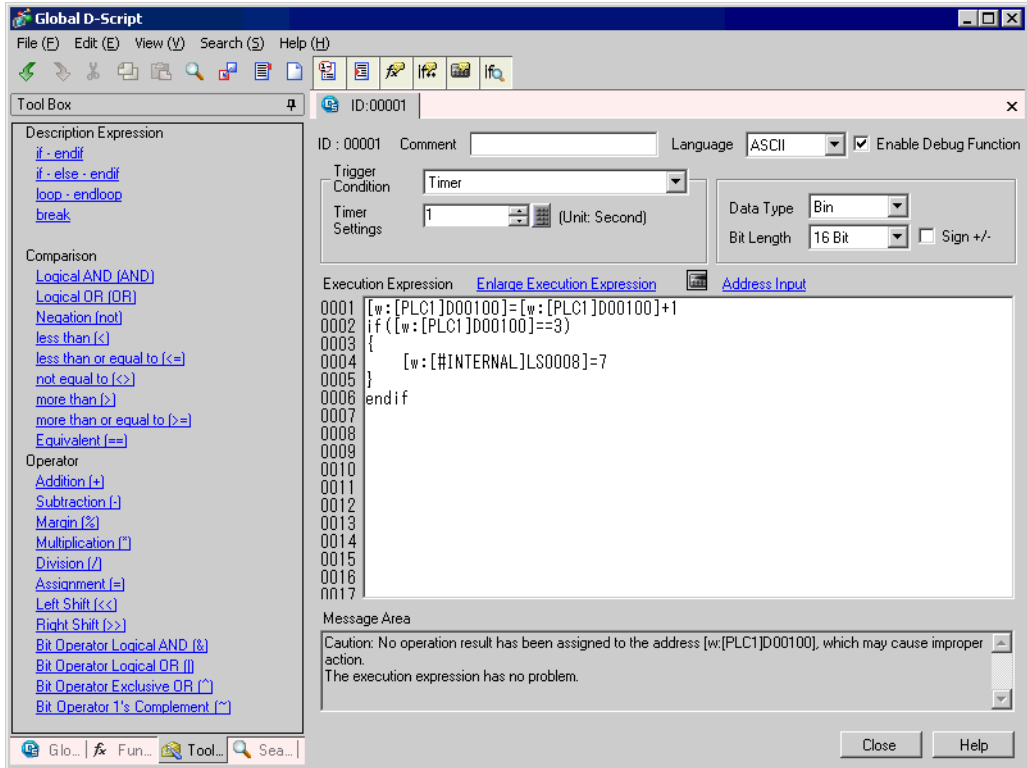 Global D-Script
File (F) Edit (E) View (V) Search (S) Help (H)
Tool Box
ID:00001
Description Expression
if - endif
if - else - endif
loop - endloop
break
Comparison
Logical AND (AND)
Logical OR (OR)
Negation (not)
less than (<)
less than or equal to (<=)
not equal to (<>)
more than (>)
more than or equal to (>=)
Equivalent (==)
Operator
Addition (+)
Subtraction (-)
Margin (%)
Multiplication (*)
Division (/)
Assignment (=)
Left Shift (<<)
Right Shift (>>)
Bit Operator Logical AND (&)
Bit Operator Logical OR (|)
Bit Operator Exclusive OR (^)
Bit Operator 1's Complement (~)
Glo... fx Fun... Tool... Sea...
ID : 00001 Comment Language ASCII Enable Debug Function
Trigger Condition Timer
Timer Settings 1 (Unit: Second)
Data Type Bin
Bit Length 16 Bit Sign +/-
Execution Expression Enlarge Execution Expression Address Input
0001 [w:[PLC1]D00100]=[w:[PLC1]D00100]+1
0002 if([w:[PLC1]D00100]==3)
0003 {
0004 [w:[#INTERNAL]LS0008]=7
0005 }
0006 endif
0007
0008
0009
0010
0011
0012
0013
0014
0015
0016
0017
Message Area
Caution: No operation result has been assigned to the address [w:[PLC1]D00100], which may cause improper
action.
The execution expression has no problem.
Close Help